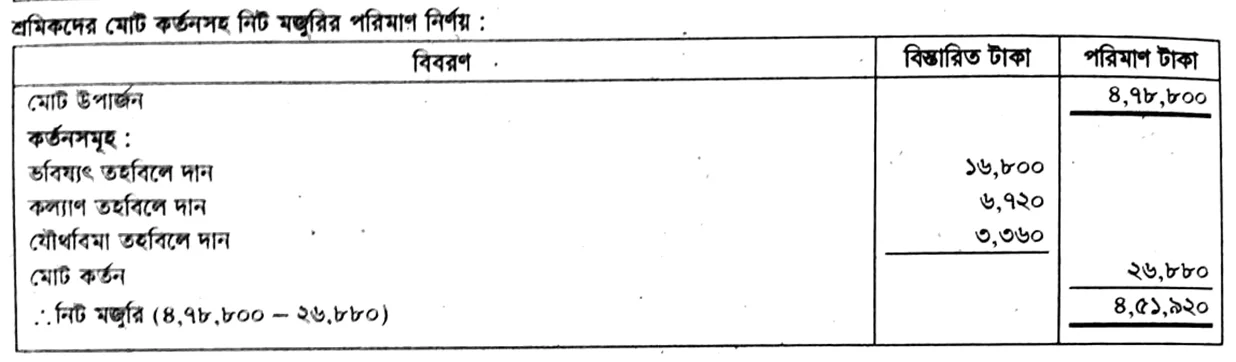 শ্রমিকদের মোট কর্তনসহ নিট মজুরির পরিমাণ নির্ণয় :
বিবরণ বিস্তারিত টাকা পরিমাণ টাকা
মোট উপার্জন ৪,৭৮,৮০০
কর্তনসমূহ :
ভবিষ্যৎ তহবিলে দান ১৬,৮০০
কল্যাণ তহবিলে দান ৬,৭২০
যৌথবিমা তহবিলে দান ৩,৩৬০
মোট কর্তন ২৬,৮৮০
∴ নিট মজুরি (৪,৭৮,৮০০ – ২৬,৮৮০) ৪,৫১,৯২০